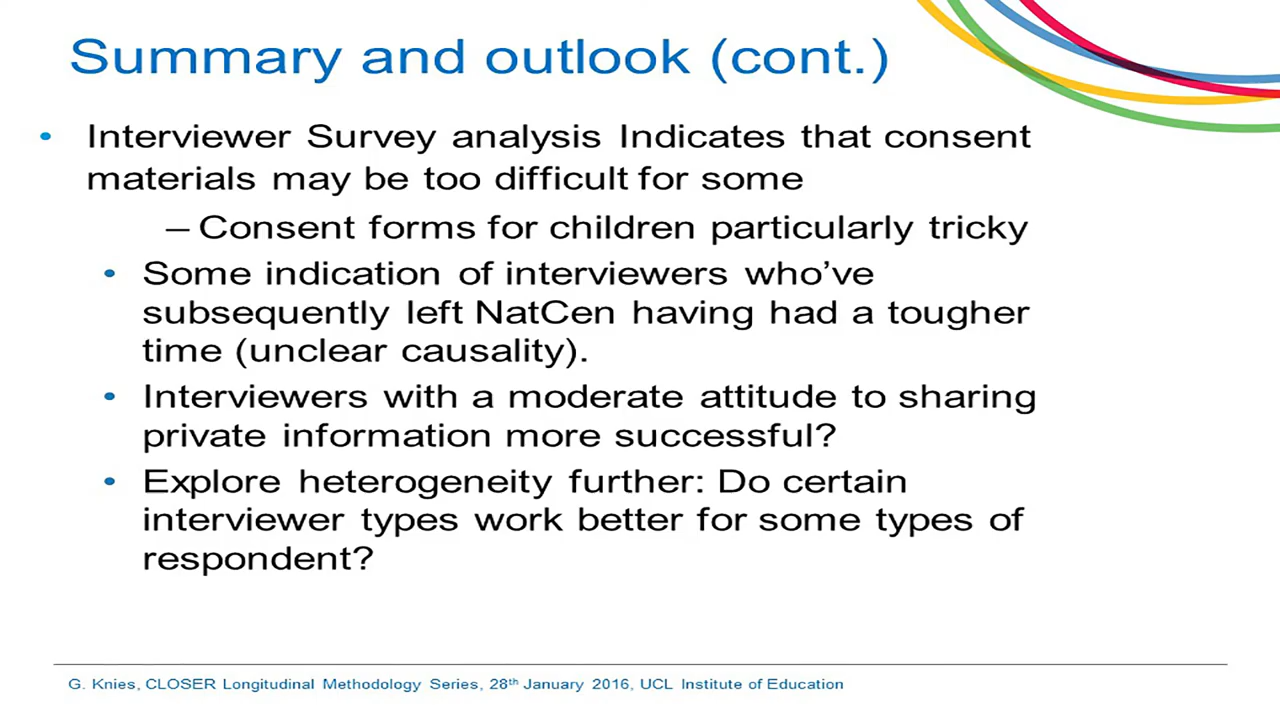 Summary and outlook (cont.)
• Interviewer Survey analysis Indicates that consent
materials may be too difficult for some
– Consent forms for children particularly tricky
• Some indication of interviewers who’ve
subsequently left NatCen having had a tougher
time (unclear causality).
• Interviewers with a moderate attitude to sharing
private information more successful?
• Explore heterogeneity further: Do certain
interviewer types work better for some types of
respondent?
G. Knies, CLOSER Longitudinal Methodology Series, 28th January 2016, UCL Institute of Education